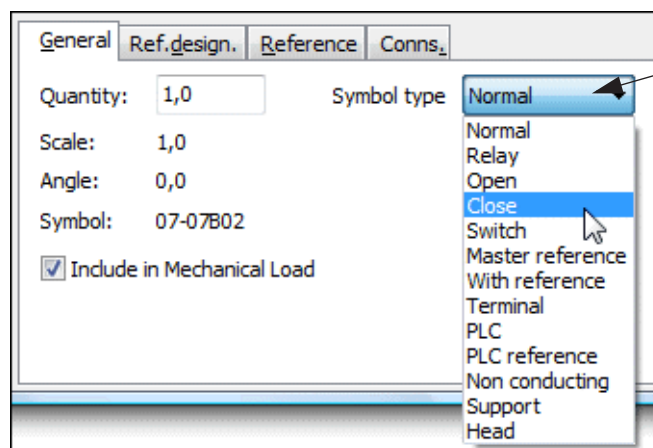 General Ref.design. Reference Conns.
Quantity: 1,0 Symbol type Normal
Scale: 1,0
Angle: 0,0
Symbol: 07-07B02
Include in Mechanical Load
Normal
Relay
Open
Close
Switch
Master reference
With reference
Terminal
PLC
PLC reference
Non conducting
Support
Head